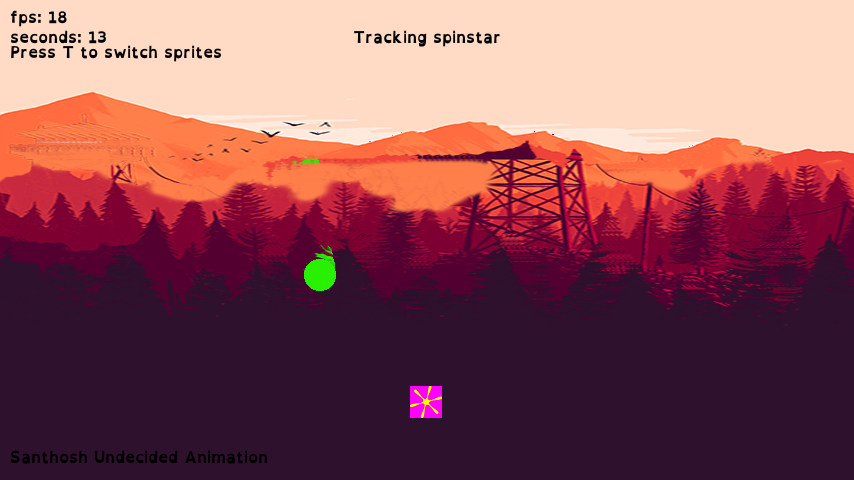 fps: 18
seconds: 13
Press T to switch sprites
Tracking spinstar
Santhosh Undecided Animation